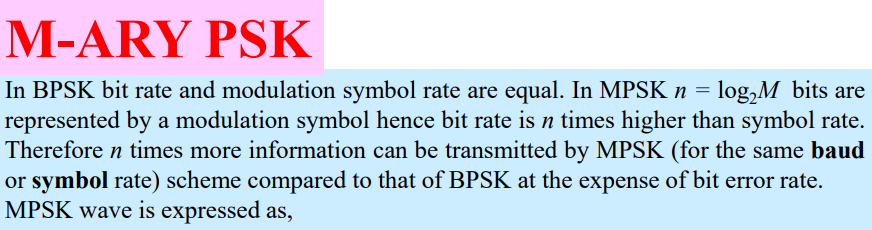 M-ARY PSK
In BPSK bit rate and modulation symbol rate are equal. In MPSK n = log₂M bits are
represented by a modulation symbol hence bit rate is n times higher than symbol rate.
Therefore n times more information can be transmitted by MPSK (for the same baud
or symbol rate) scheme compared to that of BPSK at the expense of bit error rate.
MPSK wave is expressed as,